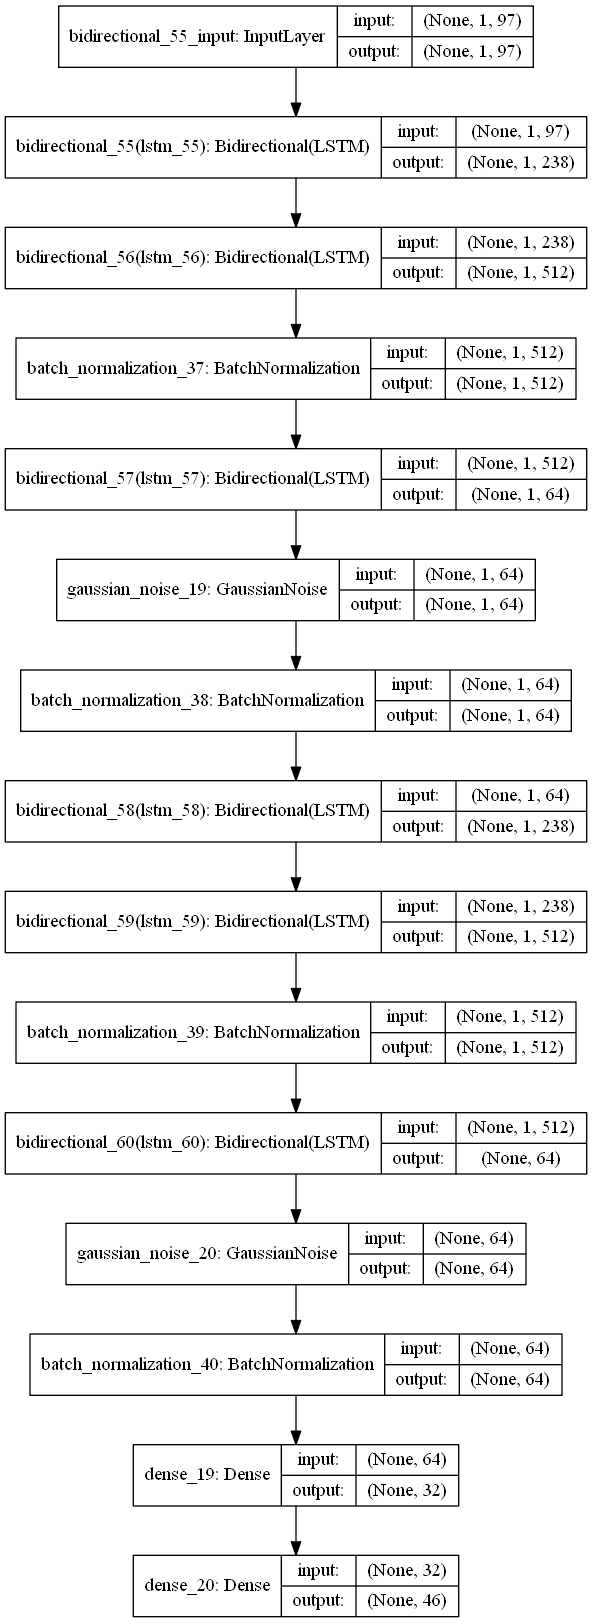 bidirectional_55_input: InputLayer
input: (None, 1, 97)
output: (None, 1, 97)
bidirectional_55(lstm_55): Bidirectional(LSTM)
input: (None, 1, 97)
output: (None, 1, 238)
bidirectional_56(lstm_56): Bidirectional(LSTM)
input: (None, 1, 238)
output: (None, 1, 512)
batch_normalization_37: BatchNormalization
input: (None, 1, 512)
output: (None, 1, 512)
bidirectional_57(lstm_57): Bidirectional(LSTM)
input: (None, 1, 512)
output: (None, 1, 64)
gaussian_noise_19: GaussianNoise
input: (None, 1, 64)
output: (None, 1, 64)
batch_normalization_38: BatchNormalization
input: (None, 1, 64)
output: (None, 1, 64)
bidirectional_58(lstm_58): Bidirectional(LSTM)
input: (None, 1, 64)
output: (None, 1, 238)
bidirectional_59(lstm_59): Bidirectional(LSTM)
input: (None, 1, 238)
output: (None, 1, 512)
batch_normalization_39: BatchNormalization
input: (None, 1, 512)
output: (None, 1, 512)
bidirectional_60(lstm_60): Bidirectional(LSTM)
input: (None, 1, 512)
output: (None, 64)
gaussian_noise_20: GaussianNoise
input: (None, 64)
output: (None, 64)
batch_normalization_40: BatchNormalization
input: (None, 64)
output: (None, 64)
dense_19: Dense
input: (None, 64)
output: (None, 32)
dense_20: Dense
input: (None, 32)
output: (None, 46)